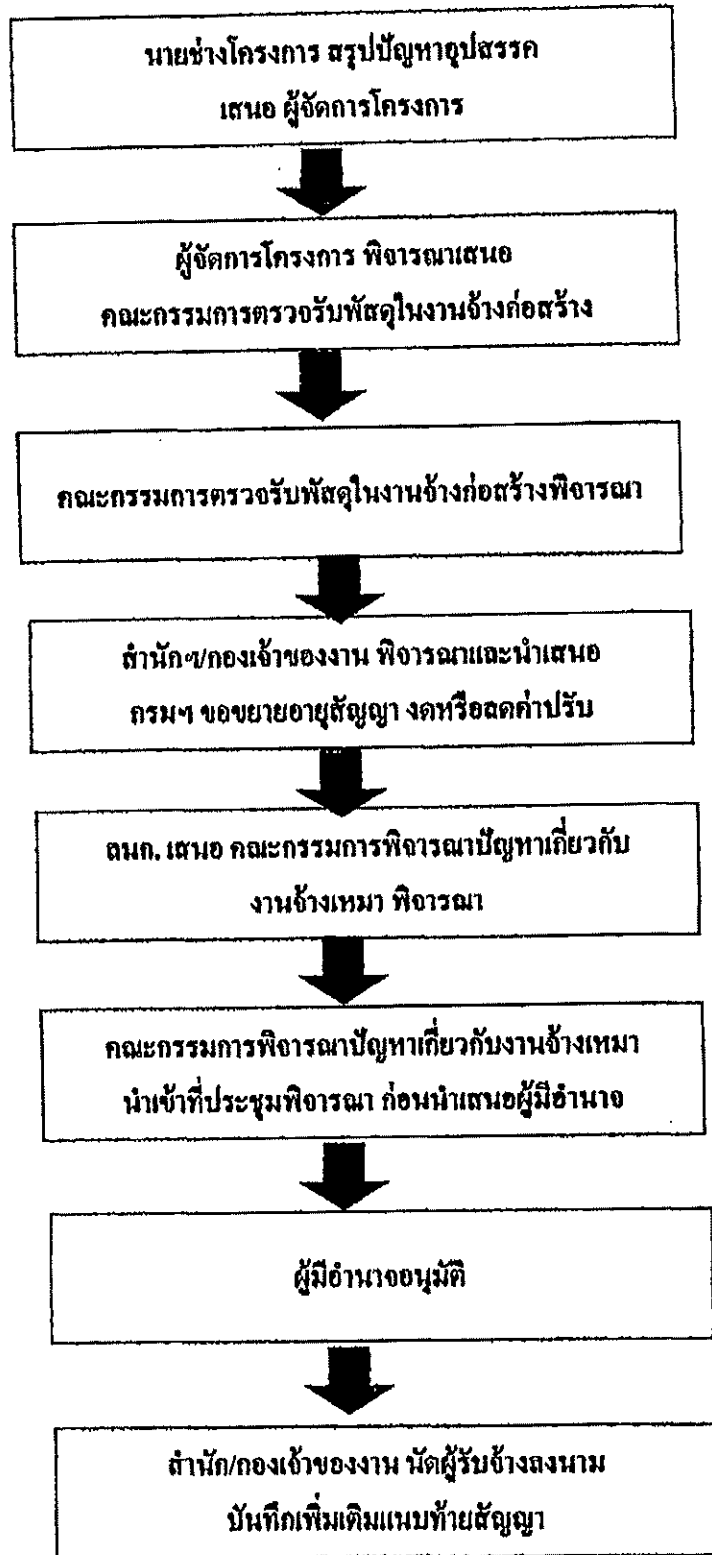 นายช่างโครงการ สรุปปัญหาอุปสรรค
เสนอ ผู้จัดการโครงการ
ผู้จัดการโครงการ พิจารณาเสนอ
คณะกรรมการตรวจรับพัสดุในงานจ้างก่อสร้าง
คณะกรรมการตรวจรับพัสดุในงานจ้างก่อสร้างพิจารณา
สำนักฯ/กองเจ้าของงาน พิจารณาและนำเสนอ
กรมฯ ขอขยายอายุสัญญา งดหรือลดค่าปรับ
ลนก. เสนอ คณะกรรมการพิจารณาปัญหาเกี่ยวกับ
งานจ้างเหมา พิจารณา
คณะกรรมการพิจารณาปัญหาเกี่ยวกับงานจ้างเหมา
นำเข้าที่ประชุมพิจารณา ก่อนนำเสนอผู้มีอำนาจ
ผู้มีอำนาจอนุมัติ
สำนัก/กองเจ้าของงาน นัดผู้รับจ้างลงนาม
บันทึกเพิ่มเติมแนบท้ายสัญญา